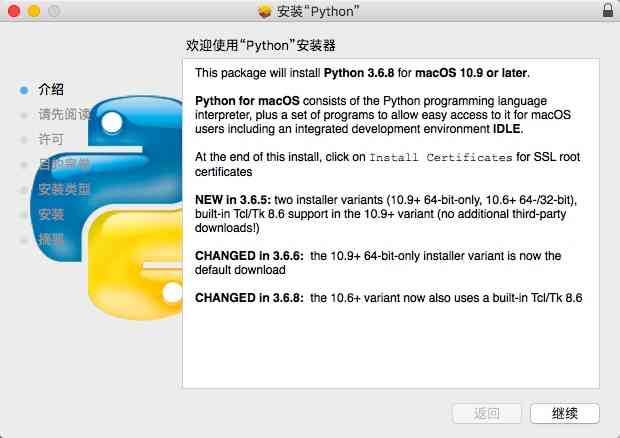 安装“Python”
欢迎使用“Python”安装器
介绍
请先阅读
许可
目的宗卷
安装类型
安装
摘要
This package will install Python 3.6.8 for macOS 10.9 or later.
Python for macOS consists of the Python programming language
interpreter, plus a set of programs to allow easy access to it for macOS
users including an integrated development environment IDLE.
At the end of this install, click on Install Certificates for SSL root
certificates
NEW in 3.6.5: two installer variants (10.9+ 64-bit-only, 10.6+ 64-/32-bit),
built-in Tcl/Tk 8.6 support in the 10.9+ variant (no additional third-party
downloads!)
CHANGED in 3.6.6: the 10.9+ 64-bit-only installer variant is now the
default download
CHANGED in 3.6.8: the 10.6+ variant now also uses a built-in Tcl/Tk 8.6
返回
继续